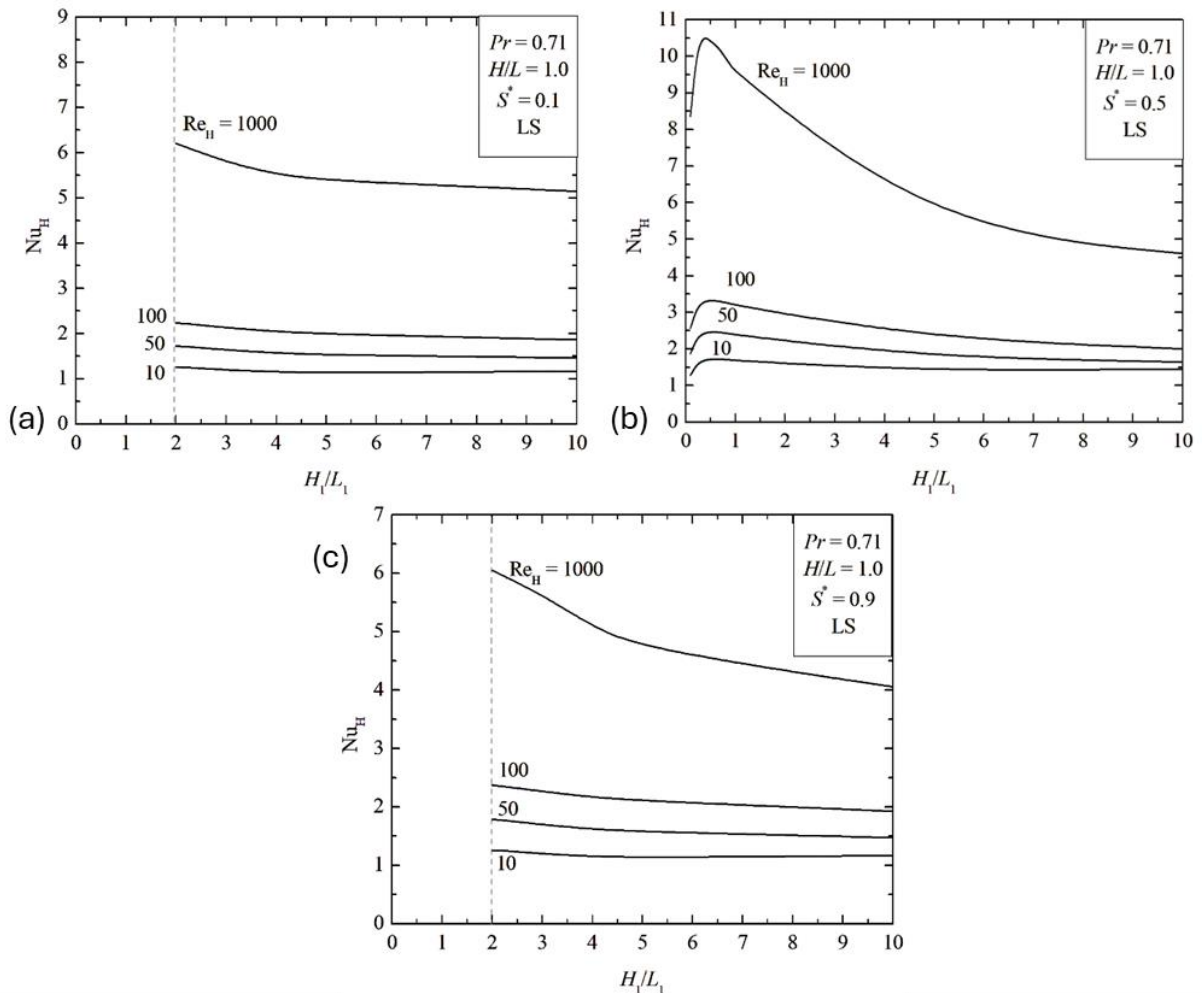 9
8
7
6
5
4
3
2
1
0
Nu_H
Pr = 0.71
H/L = 1.0
S* = 0.1
LS
Re_H = 1000
100
50
10
(a)
0 1 2 3 4 5 6 7 8 9 10
H_1/L_1
11
10
9
8
7
6
5
4
3
2
1
0
Nu_H
Pr = 0.71
H/L = 1.0
S* = 0.5
LS
Re_H = 1000
100
50
10
(b)
0 1 2 3 4 5 6 7 8 9 10
H_1/L_1
(c)
7
6
5
4
3
2
1
0
Nu_H
Pr = 0.71
H/L = 1.0
S* = 0.9
LS
Re_H = 1000
100
50
10
0 1 2 3 4 5 6 7 8 9 10
H_1/L_1